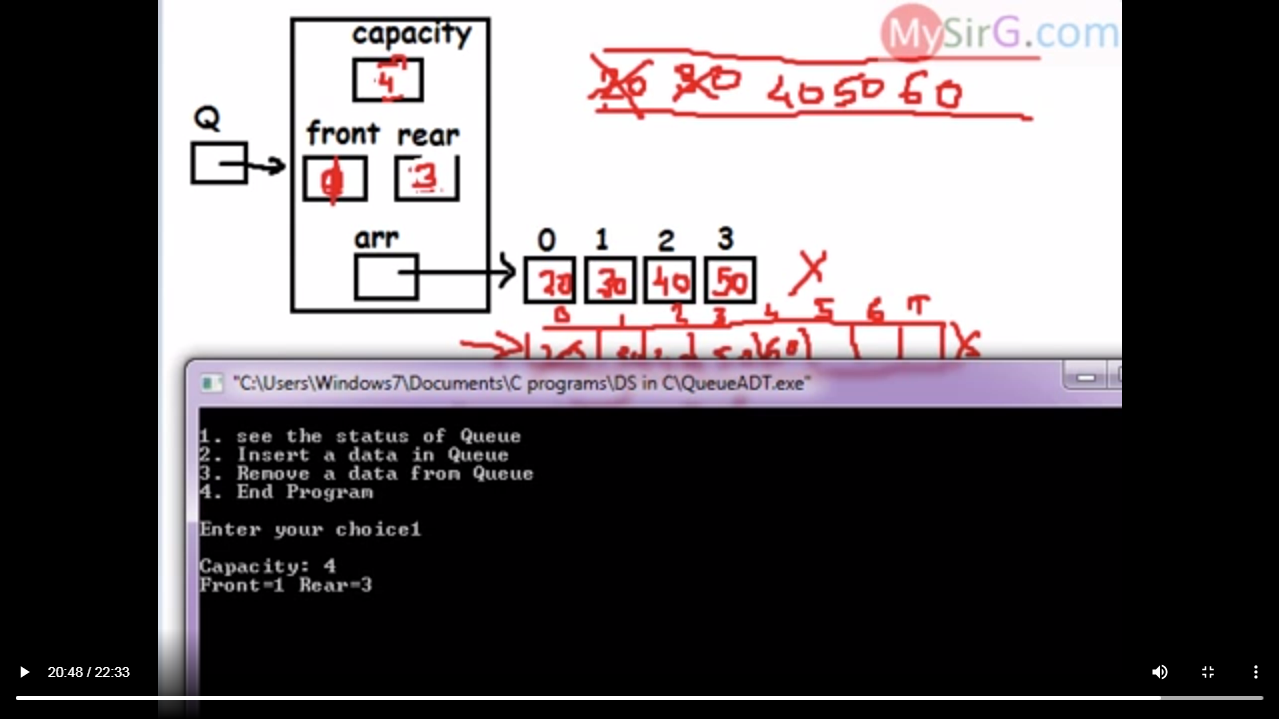 MySirG.com
capacity
4
20 30 40 50 60
Q
front rear
3
arr
0 1 2 3
20 30 40 50 X
0 1 2 3 4 5 6 7
60
"C:\Users\Windows7\Documents\C programs\DS in C\QueueADT.exe"
1. see the status of Queue
2. Insert a data in Queue
3. Remove a data from Queue
4. End Program
Enter your choice1
Capacity: 4
Front=1 Rear=3
20:48 / 22:33